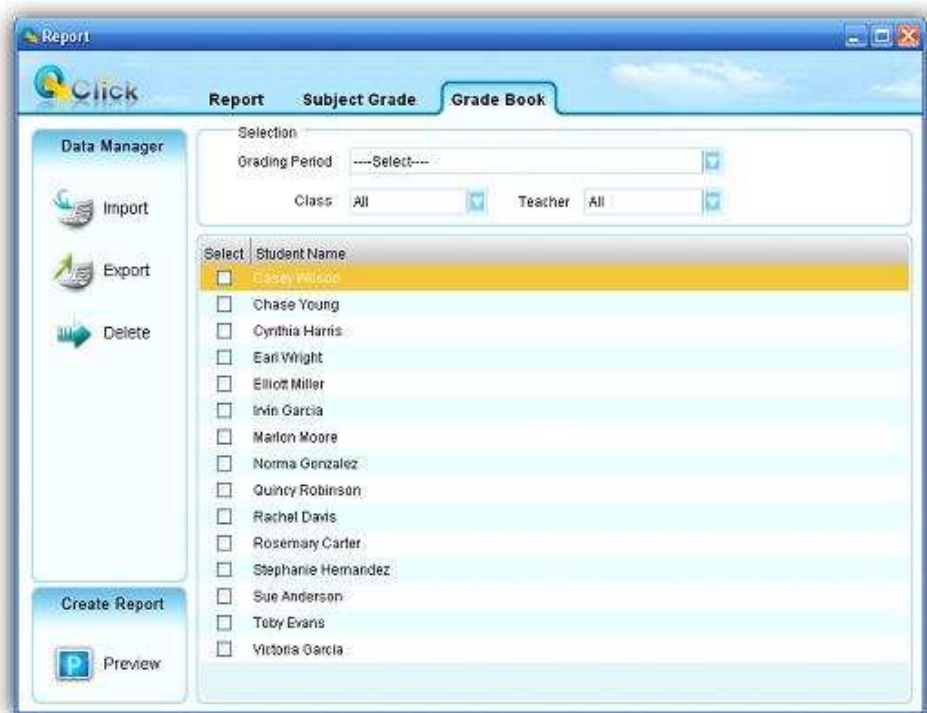 Report
Click
Report Subject Grade Grade Book
Data Manager
Import
Export
Delete
Create Report
P Preview
Selection
Grading Period ----Select----
Class All Teacher All
Select Student Name
Casey Wilson
Chase Young
Cynthia Harris
Earl Wright
Elliott Miller
Irvin Garcia
Marlon Moore
Norma Gonzalez
Quincy Robinson
Rachel Davis
Rosemary Carter
Stephanie Hernandez
Sue Anderson
Toby Evans
Victoria Garcia